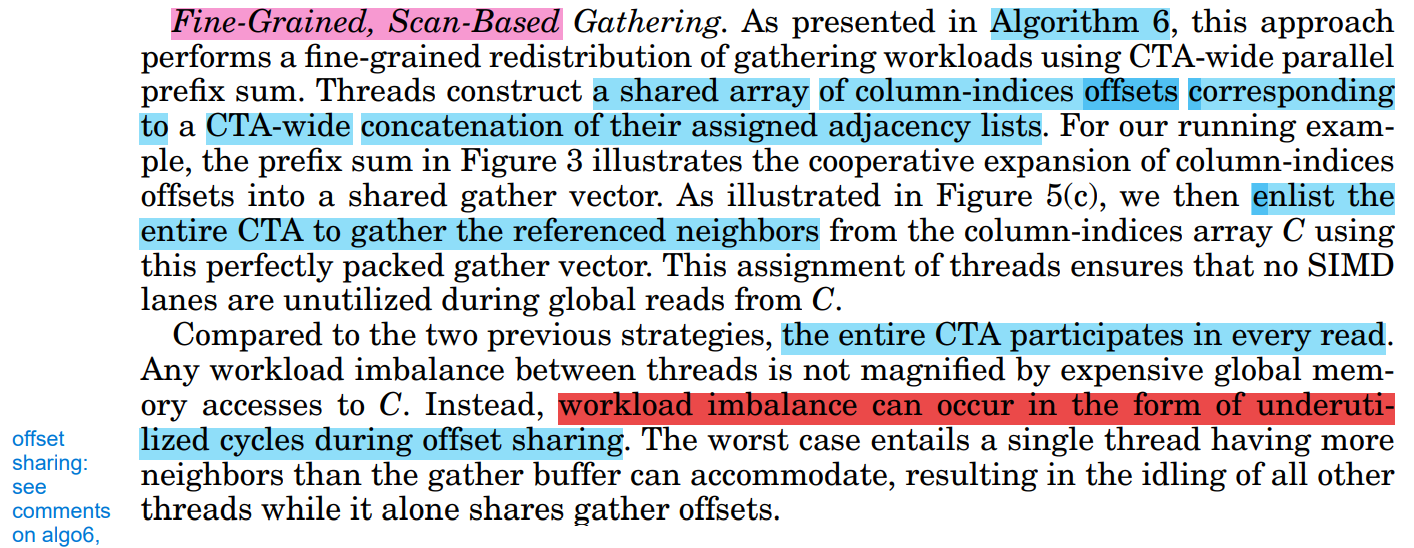 Fine-Grained, Scan-Based Gathering. As presented in Algorithm 6, this approach
performs a fine-grained redistribution of gathering workloads using CTA-wide parallel
prefix sum. Threads construct a shared array of column-indices offsets corresponding
to a CTA-wide concatenation of their assigned adjacency lists. For our running exam-
ple, the prefix sum in Figure 3 illustrates the cooperative expansion of column-indices
offsets into a shared gather vector. As illustrated in Figure 5(c), we then enlist the
entire CTA to gather the referenced neighbors from the column-indices array C using
this perfectly packed gather vector. This assignment of threads ensures that no SIMD
lanes are unutilized during global reads from C.
Compared to the two previous strategies, the entire CTA participates in every read.
Any workload imbalance between threads is not magnified by expensive global mem-
ory accesses to C. Instead, workload imbalance can occur in the form of underuti-
lized cycles during offset sharing. The worst case entails a single thread having more
neighbors than the gather buffer can accommodate, resulting in the idling of all other
threads while it alone shares gather offsets.
offset
sharing:
see
comments
on algo6,